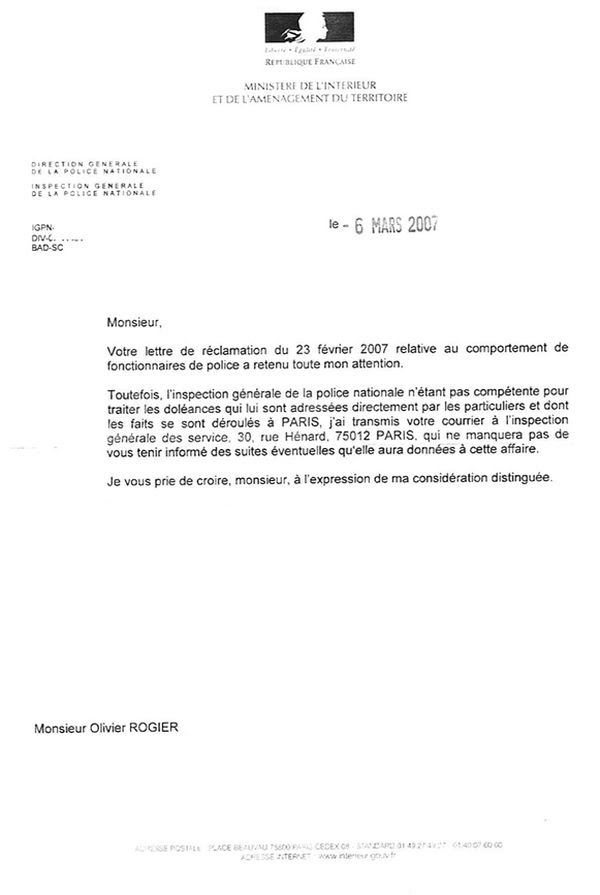 Liberté • Égalité • Fraternité
RÉPUBLIQUE FRANÇAISE
MINISTERE DE L'INTERIEUR
ET DE L'AMENAGEMENT DU TERRITOIRE
DIRECTION GENERALE
DE LA POLICE NATIONALE
INSPECTION GENERALE
DE LA POLICE NATIONALE
IGPN-
DIV-
BAD-SC
le - 6 MARS 2007
Monsieur,
Votre lettre de réclamation du 23 février 2007 relative au comportement de
fonctionnaires de police a retenu toute mon attention.
Toutefois, l'inspection générale de la police nationale n'étant pas compétente pour
traiter les doléances qui lui sont adressées directement par les particuliers et dont
les faits se sont déroulés à PARIS, j'ai transmis votre courrier à l'inspection
générale des service, 30, rue Hénard, 75012 PARIS, qui ne manquera pas de
vous tenir informé des suites éventuelles qu'elle aura données à cette affaire.
Je vous prie de croire, monsieur, à l'expression de ma considération distinguée.
Monsieur Olivier ROGIER
ADRESSE POSTALE : PLACE BEAUVAU 75800 PARIS CEDEX 08 - STANDARD 01 49 27 49 27 - 01 40 07 60 60
ADRESSE INTERNET : www.interieur.gouv.fr